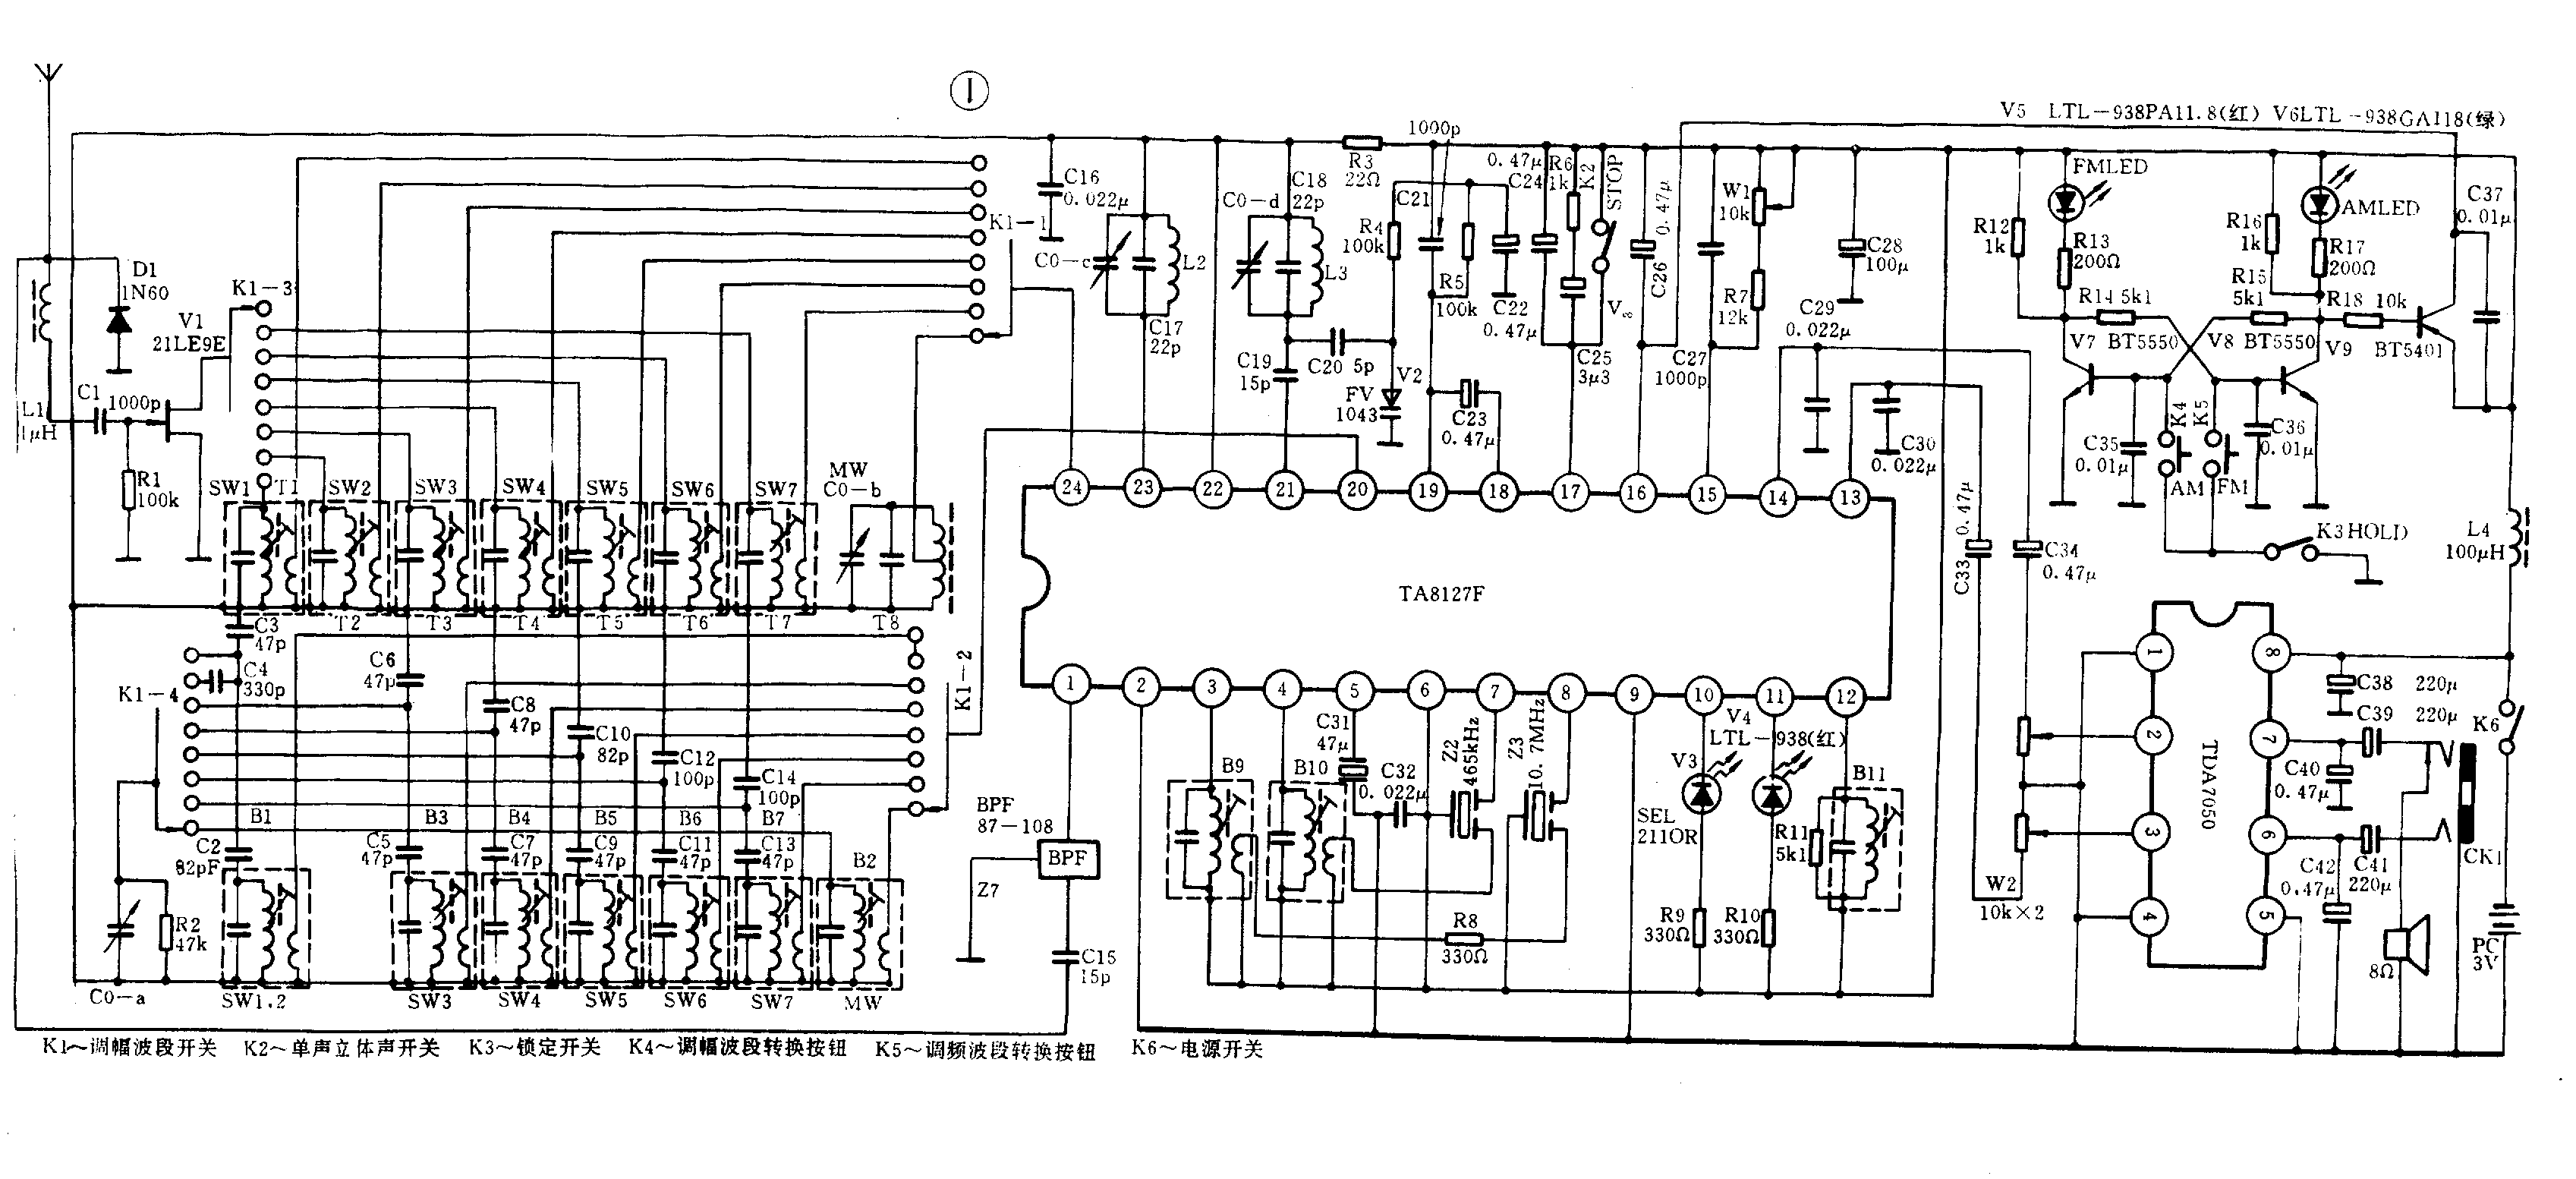 1
V5 LTL-938PA11.8(红) V6LTL-938GA118(绿)
1000p
R3
22Ω
C16
0.022μ
C18
22p
C0-d
C0-c
L2
L3
C17
22p
C19
15p
C20 5p
R4
100k
C21
R5
100k
C22
0.47μ
0.47μ
C24
R6
1k
K2
STOP
C25
3μ3
0.47μ
C26
W1
10k
R7
12k
C27
1000p
C28
100μ
C29
0.022μ
C30
0.022μ
V2
FV
1043
C23
0.47μ
FMLED
R12
1k
R13
200Ω
R14 5k1
V7 BT5550
R16
1k
R15
5k1
AMLED
R17
200Ω
R18 10k
V8 BT5550
V9
BT5401
C37
0.01μ
C35
0.01μ
K4
K5
AM
FM
C36
0.01μ
K3HOLD
L4
100μH
D1
1N60
K1-3
V1
21LE9E
C1
1000p
L1
1μH
R1
100k
K1-1
SW1
T1
SW2
SW3
SW4
SW5
SW6
SW7
MW
C0-b
T2
T3
T4
T5
T6
T7
T8
24
23
22
21
20
19
18
17
16
15
14
13
TA8127F
1
2
3
4
5
6
7
8
9
10
11
12
C3
47p
C4
330p
K1-4
C6
47p
C8
47p
C10
82p
C12
100p
C14
100p
K1-2
B1
B3
B4
B5
B6
B7
B2
C2
82pF
C5
47p
C7
47p
C9
47p
C11
47p
C13
47p
R2
47k
C0-a
SW1.2
SW3
SW4
SW5
SW6
SW7
MW
BPF
87-108
BPF
Z7
C15
15p
B9
B10
C31
47μ
C32
0.022μ
Z2
465kHz
Z3
10.7MHz
R8
330Ω
V4
LTL-938(红)
V3
SEL
211OR
R9
330Ω
R10
330Ω
B11
R11
5k1
C33
0.47μ
C34
0.47μ
W2
10k×2
TDA7050
1
2
3
4
5
6
7
8
C38 220μ
C39 220μ
C40
0.47μ
C41
220μ
C42
0.47μ
K6
CK1
8Ω
PC
3V
K1~调幅波段开关 K2~单声立体声开关 K3~锁定开关 K4~调幅波段转换按钮 K5~调频波段转换按钮 K6~电源开关